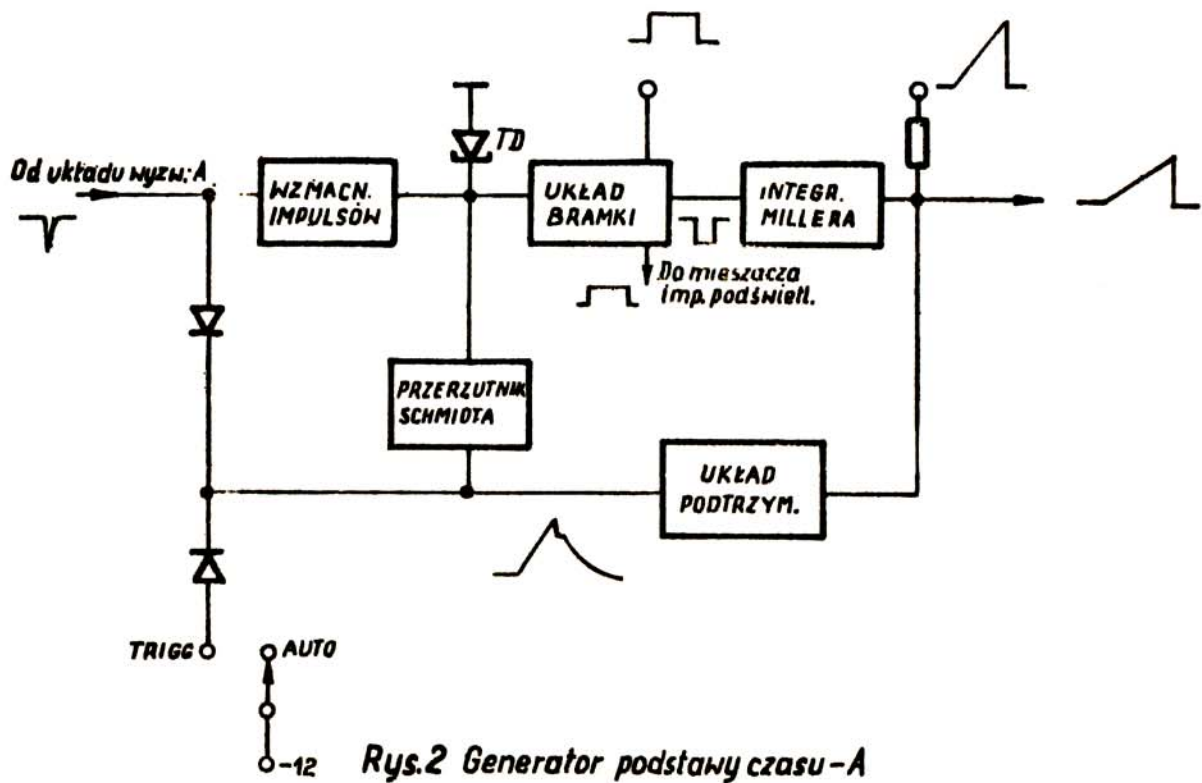 Od układu wyzw.-A
WZMACN.
IMPULSÓW
TD
UKŁAD
BRAMKI
INTEGR.
MILLERA
Do mieszacza
imp. podświetl.
PRZERZUTNIK
SCHMIDTA
UKŁAD
PODTRZYM.
TRIGG
AUTO
-12
Rys.2 Generator podstawy czasu-A